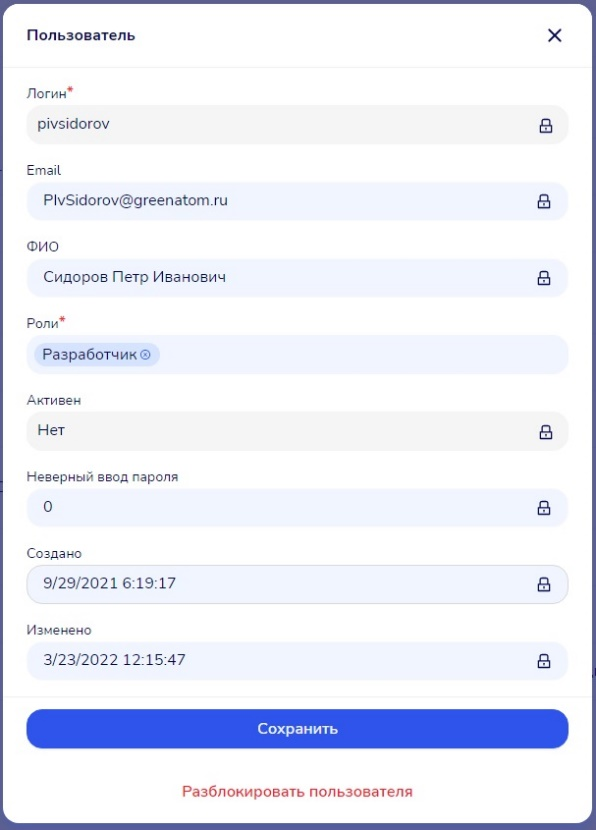 Пользователь
Логин*
pivsidorov
Email
PIvSidorov@greenatom.ru
ФИО
Сидоров Петр Иванович
Роли*
Разработчик
Активен
Нет
Неверный ввод пароля
0
Создано
9/29/2021 6:19:17
Изменено
3/23/2022 12:15:47
Сохранить
Разблокировать пользователя